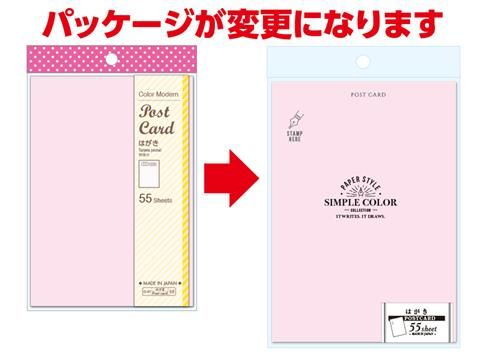 パッケージが変更になります
Color Modern
Post
Card
はがき
55 Sheets
MADE IN JAPAN
POST CARD
STAMP
HERE
PAPER STYLE
SIMPLE COLOR
COLLECTION
IT WRITES. IT DRAWS.
はがき
POSTCARD
55 sheet
MADE IN JAPAN